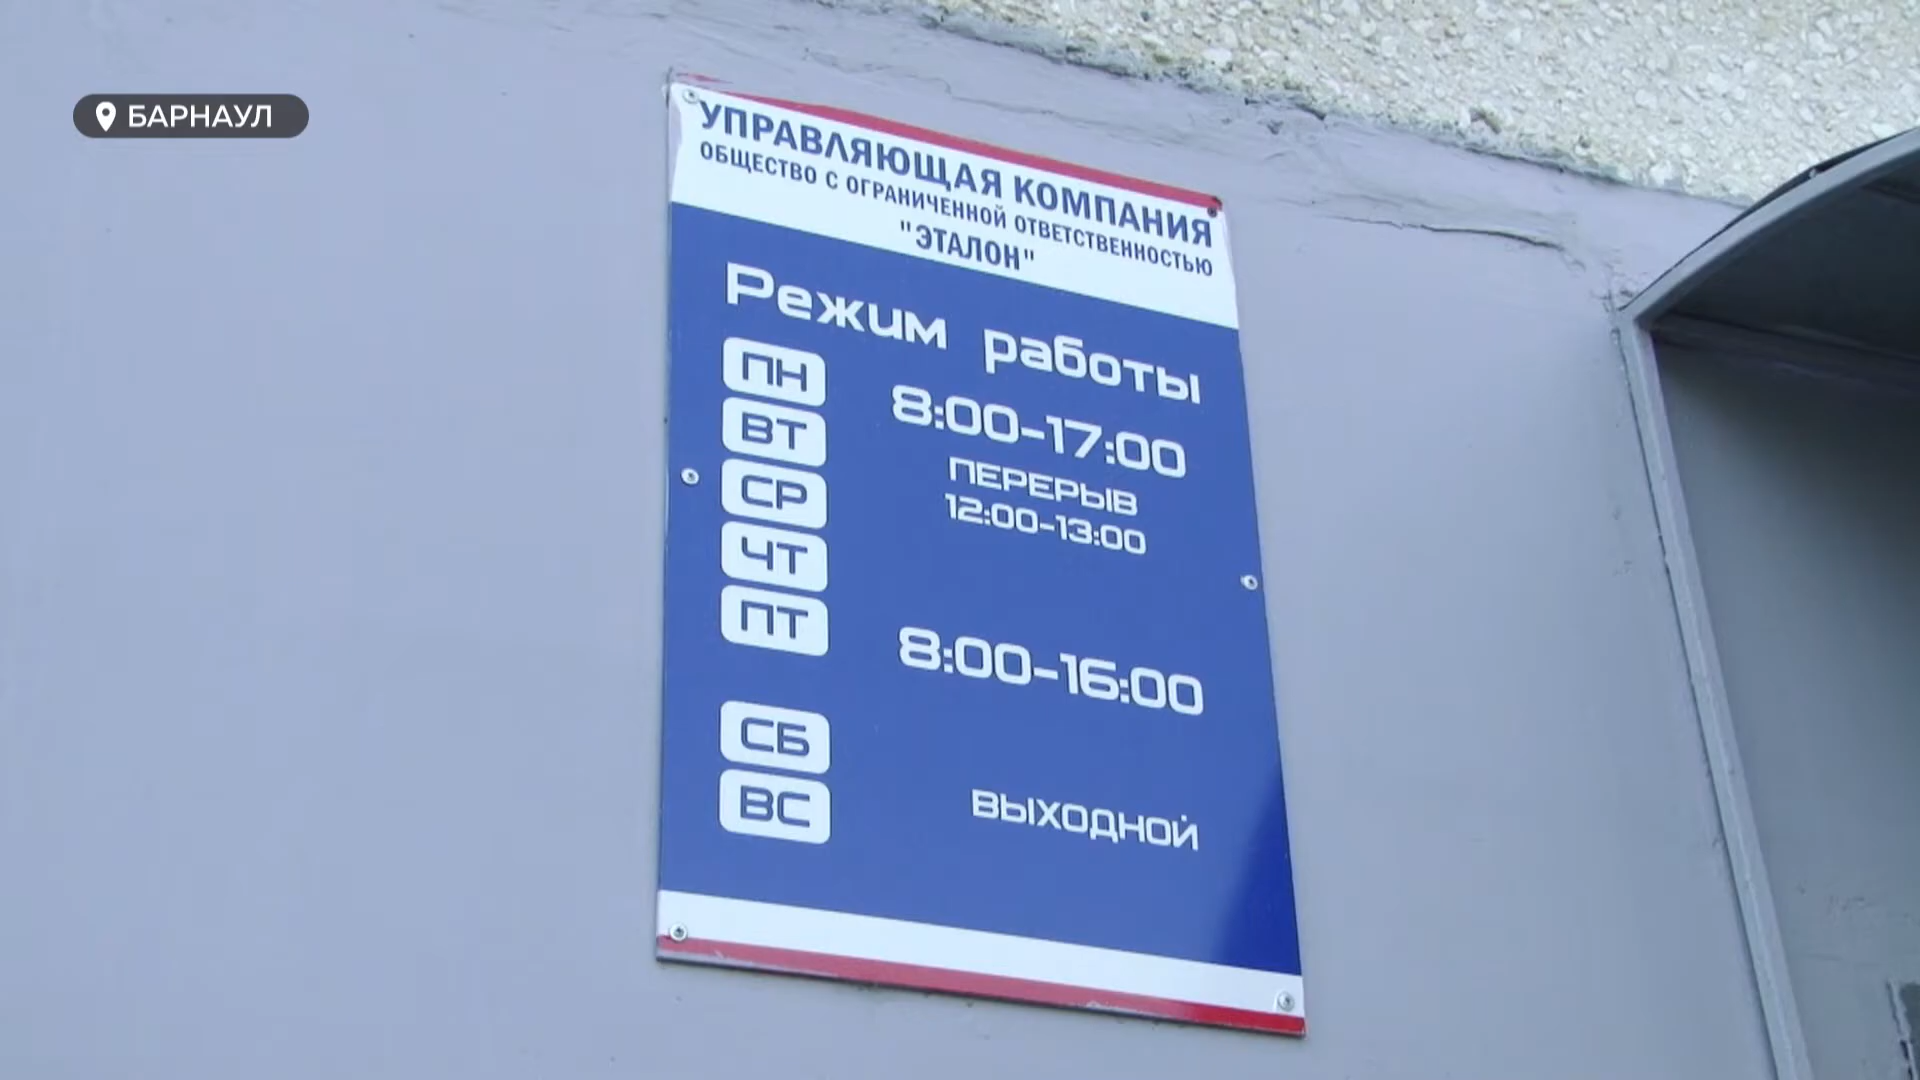 БАРНАУЛ
УПРАВЛЯЮЩАЯ КОМПАНИЯ
ОБЩЕСТВО С ОГРАНИЧЕННОЙ ОТВЕТСТВЕННОСТЬЮ
"ЭТАЛОН"
Режим работы
ПН
8:00-17:00
ВТ
ПЕРЕРЫВ
СР
12:00-13:00
ЧТ
ПТ
8:00-16:00
СБ
ВС
ВЫХОДНОЙ